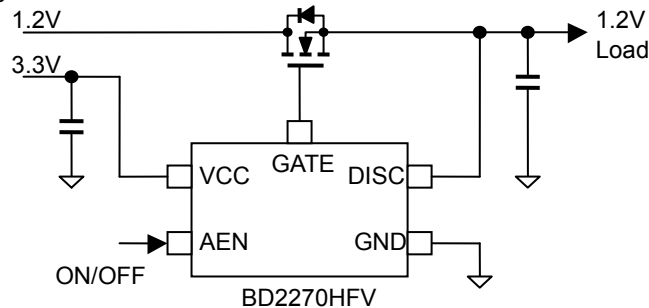 1.2V
1.2V
Load
3.3V
GATE
VCC
DISC
AEN
GND
ON/OFF
BD2270HFV